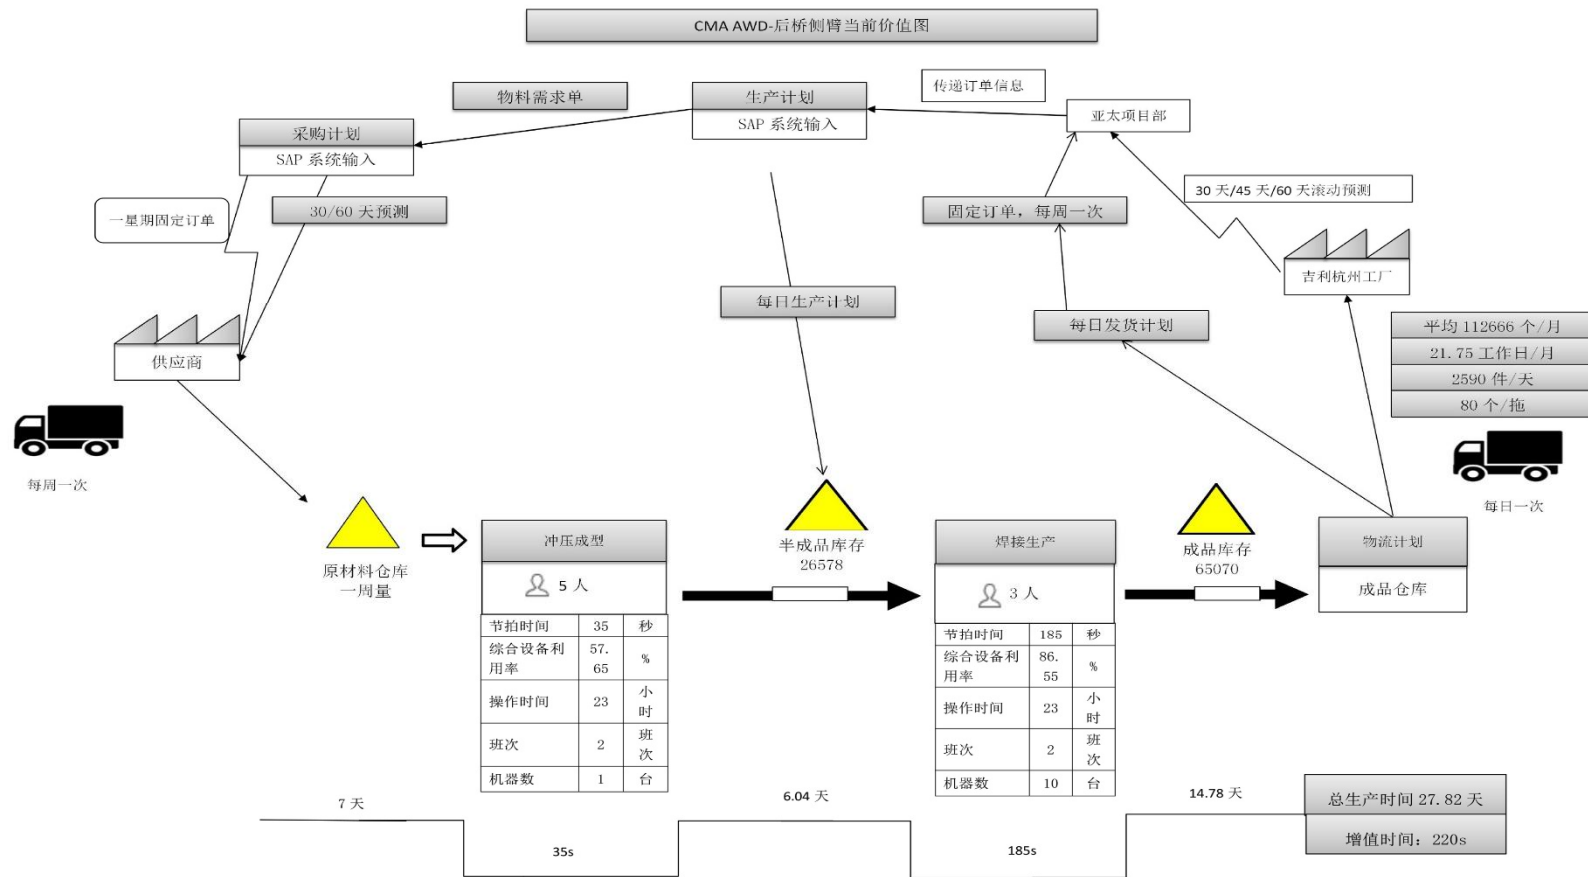 CMA AWD-后桥侧臂当前价值图
物料需求单
生产计划
SAP 系统输入
传递订单信息
亚太项目部
采购计划
SAP 系统输入
一星期固定订单
30/60 天预测
固定订单，每周一次
30 天/45 天/60 天滚动预测
吉利杭州工厂
每日生产计划
每日发货计划
供应商
平均 112666 个/月
21.75 工作日/月
2590 件/天
80 个/拖
每周一次
每日一次
原材料仓库
一周量
冲压成型
5 人
节拍时间 35 秒
综合设备利
用率 57.
65 %
操作时间 23 小
时
班次 2 班
次
机器数 1 台
半成品库存
26578
焊接生产
3 人
节拍时间 185 秒
综合设备利
用率 86.
55 %
操作时间 23 小
时
班次 2 班
次
机器数 10 台
成品库存
65070
物流计划
成品仓库
7 天
35s
6.04 天
185s
14.78 天
总生产时间 27.82 天
增值时间：220s